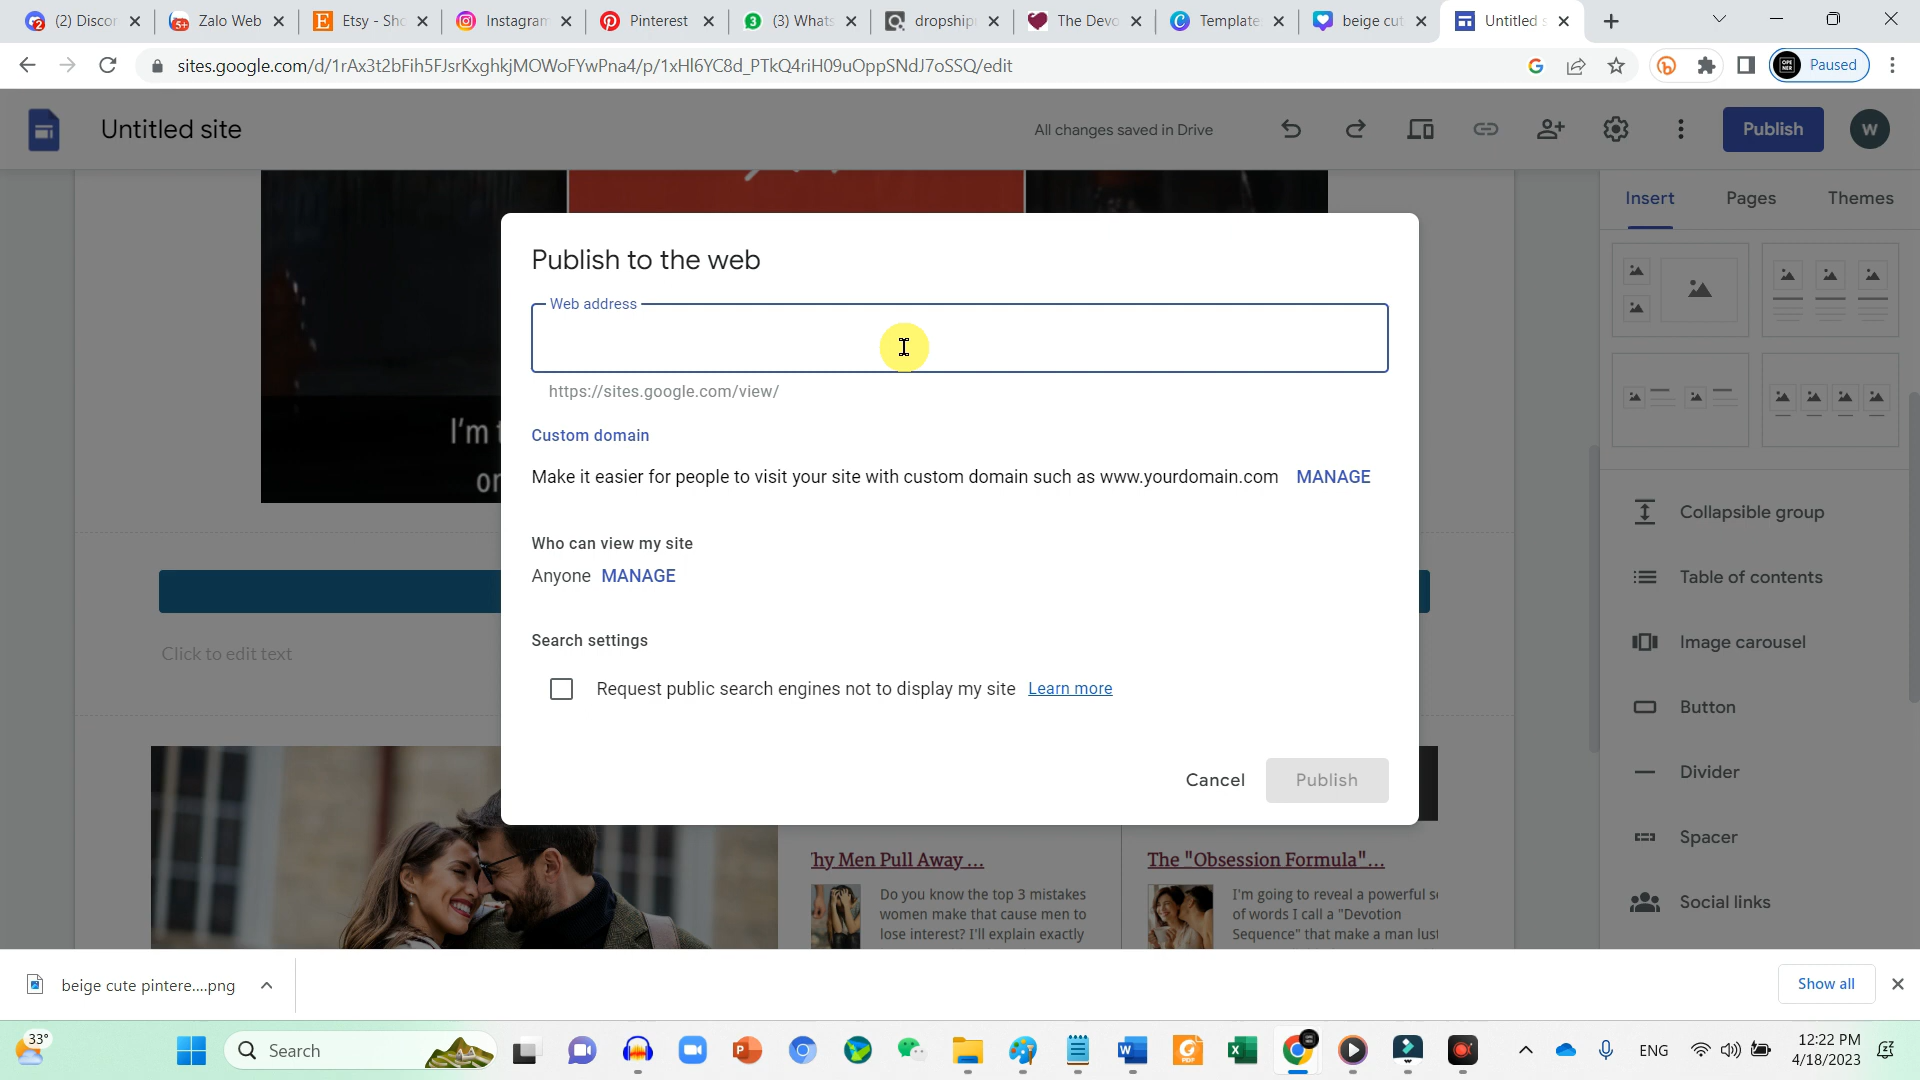 (2) Discor
Zalo Web
Etsy - Sho
Instagram
Pinterest
(3) Whats
dropship
The Devo
Template
beige cut
Untitled s
sites.google.com/d/1rAx3t2bFih5FJsrKxghkjMOWoFYwPna4/p/1xHl6YC8d_PTkQ4riH09uOppSNdJ7oSSQ/edit
Paused
Untitled site
All changes saved in Drive
Publish
W
Insert
Pages
Themes
Publish to the web
Web address
https://sites.google.com/view/
Custom domain
Make it easier for people to visit your site with custom domain such as www.yourdomain.com MANAGE
Who can view my site
Anyone MANAGE
Search settings
Request public search engines not to display my site Learn more
Cancel
Publish
I'm t
or
Click to edit text
Collapsible group
Table of contents
Image carousel
Button
Divider
Spacer
Social links
hy Men Pull Away ...
Do you know the top 3 mistakes
women make that cause men to
lose interest? I'll explain exactly
The "Obsession Formula"...
I'm going to reveal a powerful s
of words I call a "Devotion
Sequence" that make a man lust
beige cute pintere....png
Show all
33°
Search
ENG
12:22 PM
4/18/2023